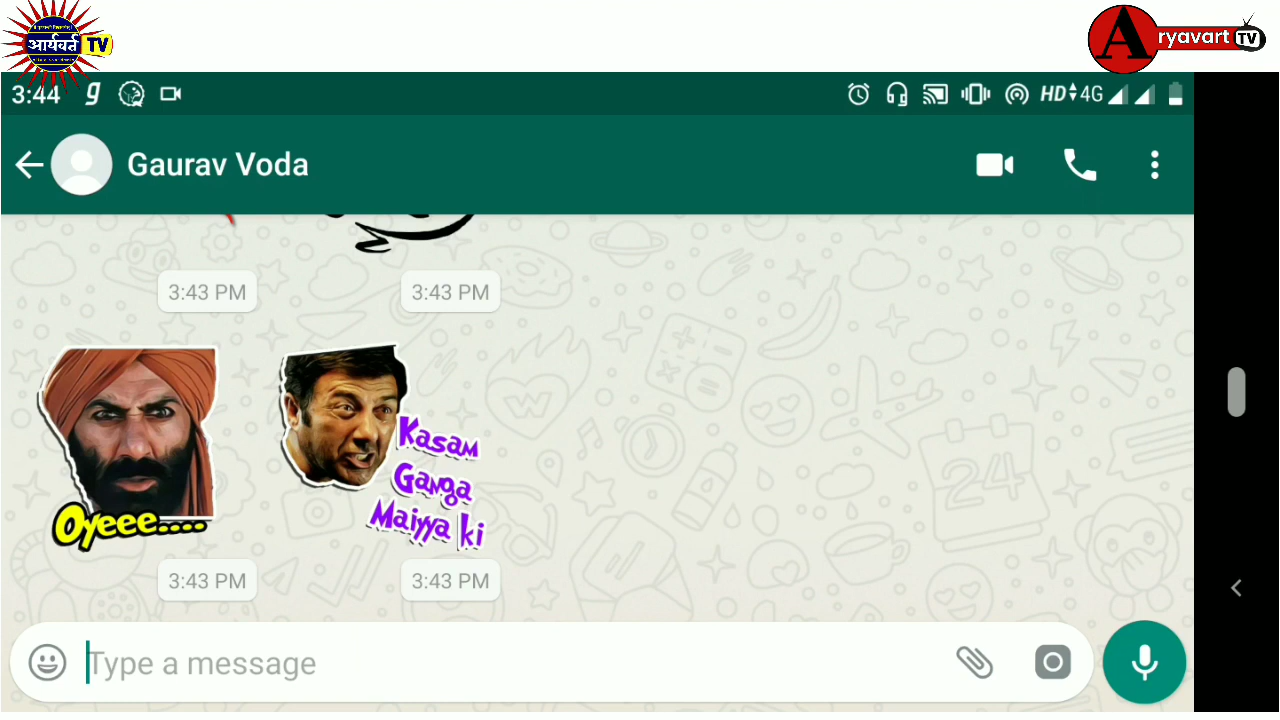 आर्यवर्त TV
Aryavart TV
3:44
HD 4G
Gaurav Voda
3:43 PM
3:43 PM
Oyeee....
Kasam
Ganga
Maiyya ki
3:43 PM
3:43 PM
Type a message